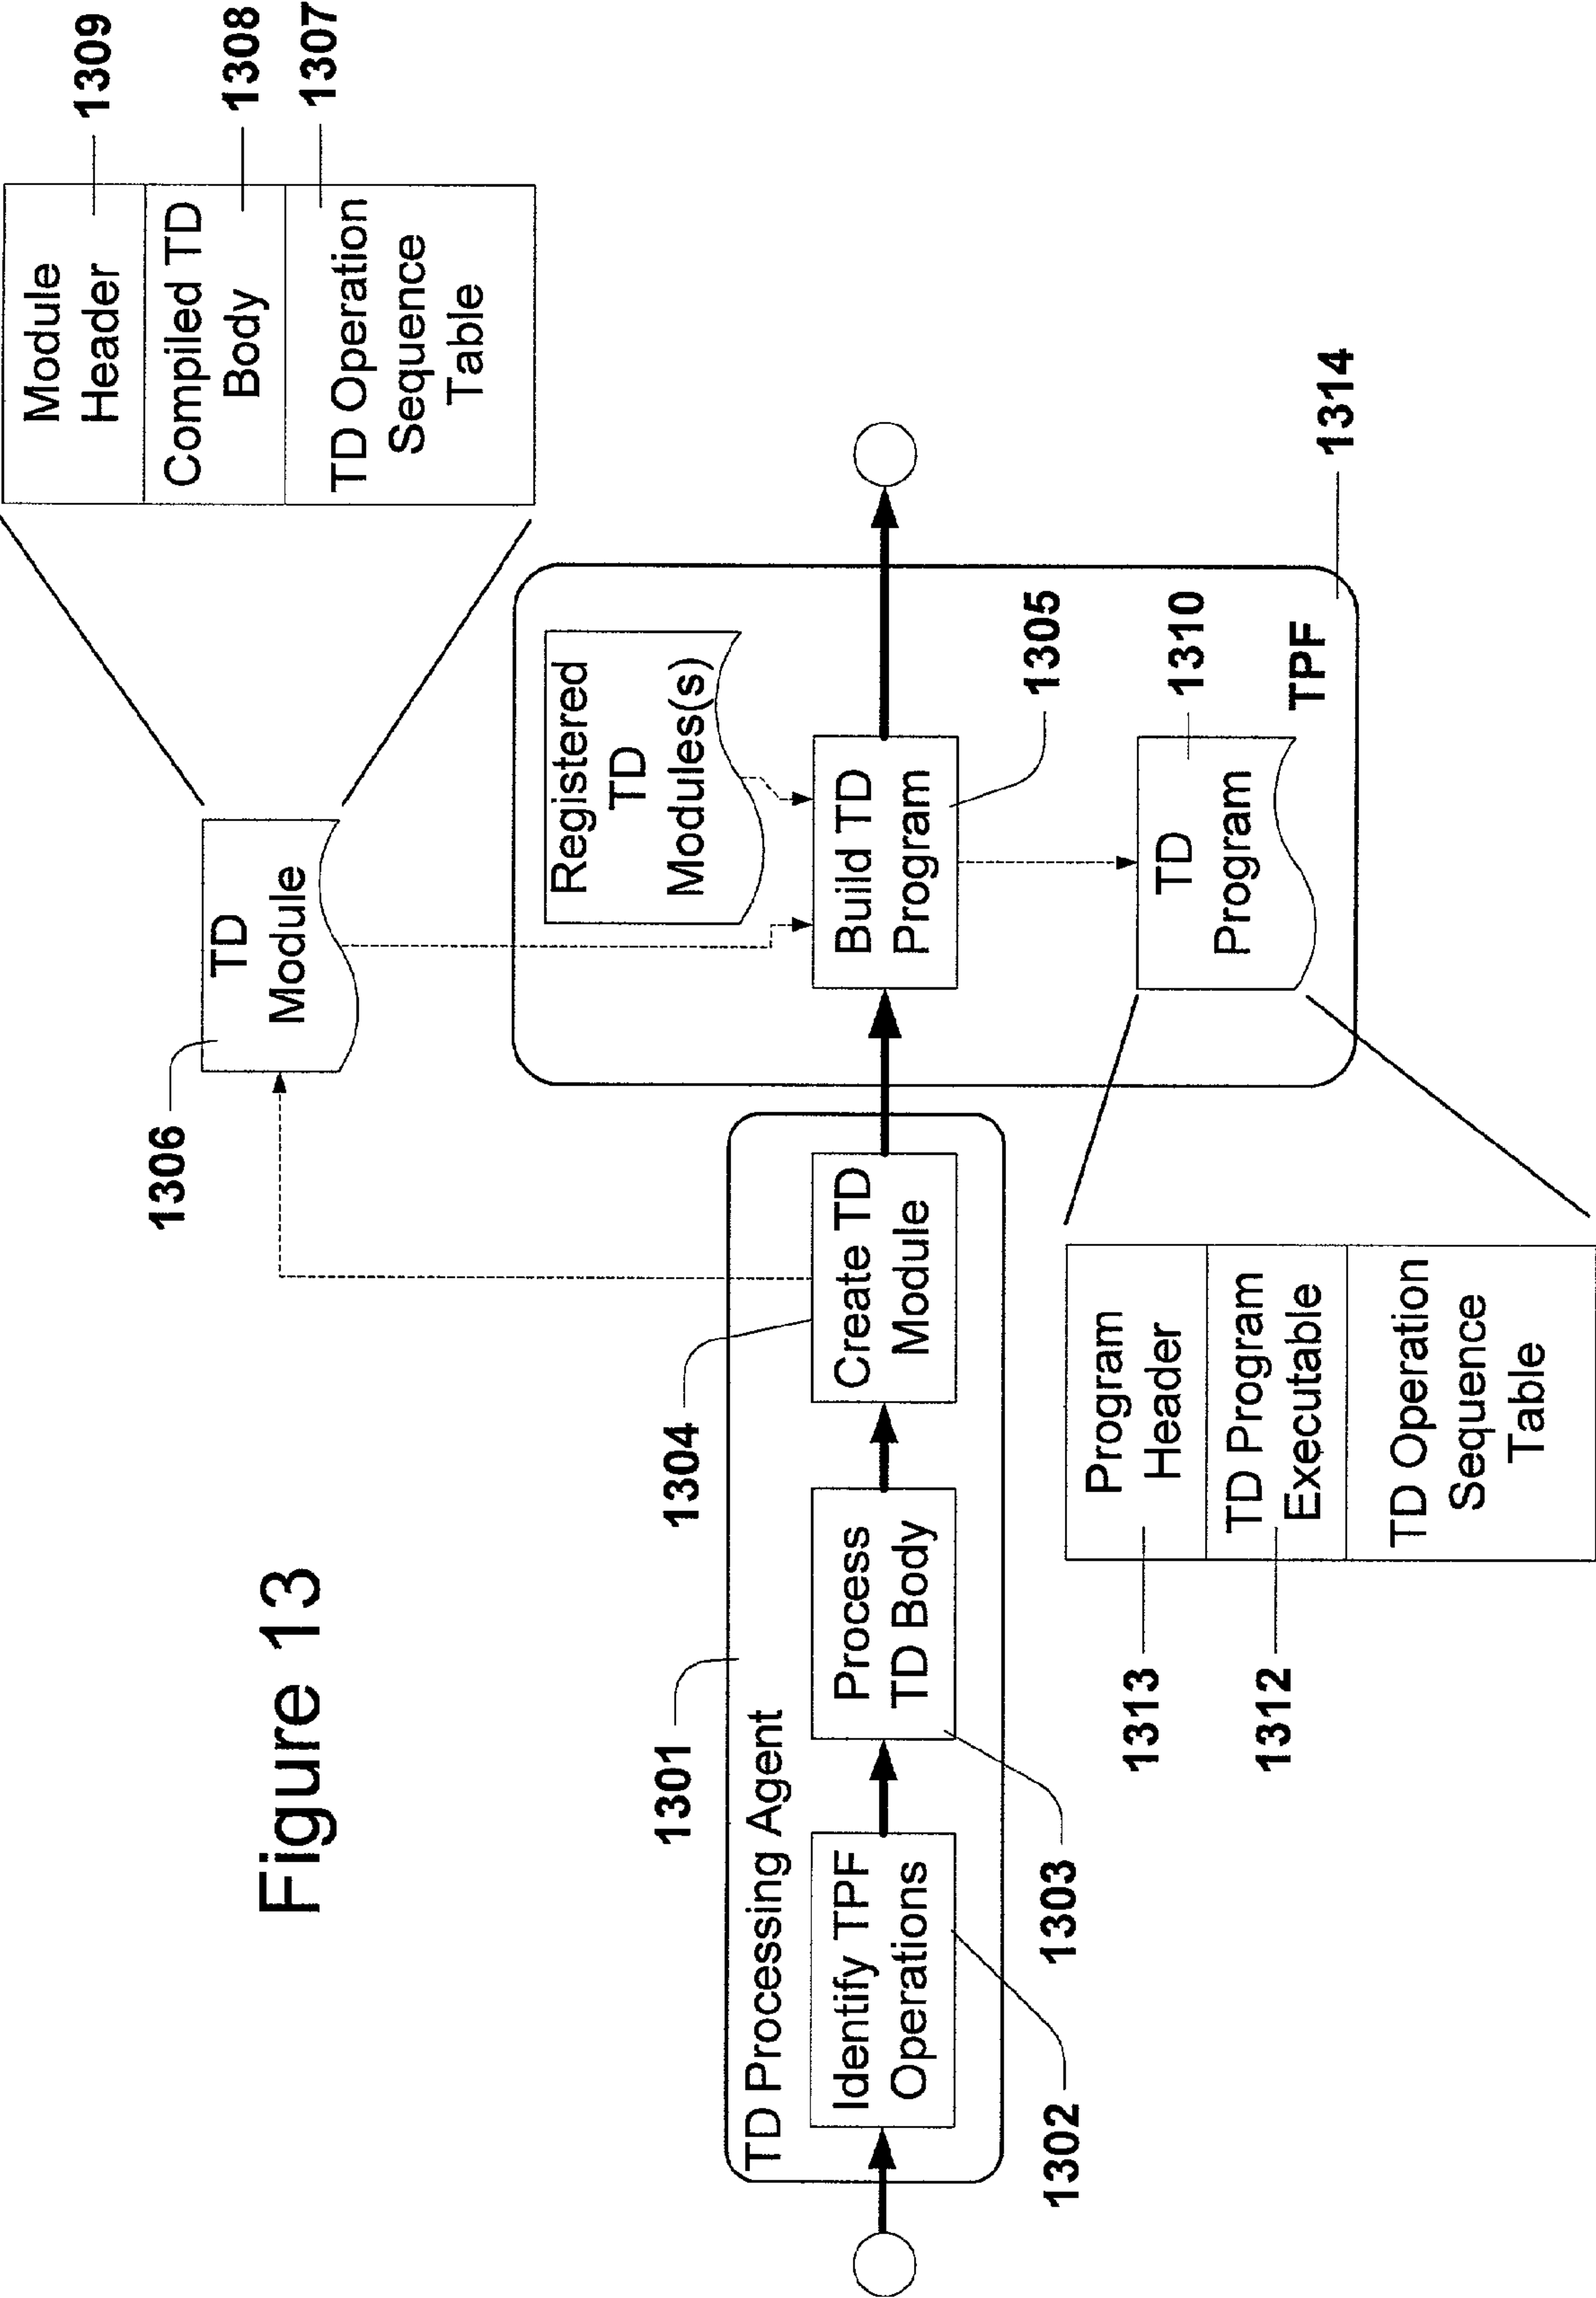 Figure 13
Module
Header
1309
Compiled TD
Body
1308
TD Operation
Sequence
Table
1307
TD
Module
1306
1301
TD Processing Agent
Identify TPF
Operations
1302
Process
TD Body
1303
Create TD
Module
1304
Registered
TD
Modules(s)
Build TD
Program
1305
TD
Program
1310
TPF
1314
Program
Header
1313
TD Program
Executable
1312
TD Operation
Sequence
Table